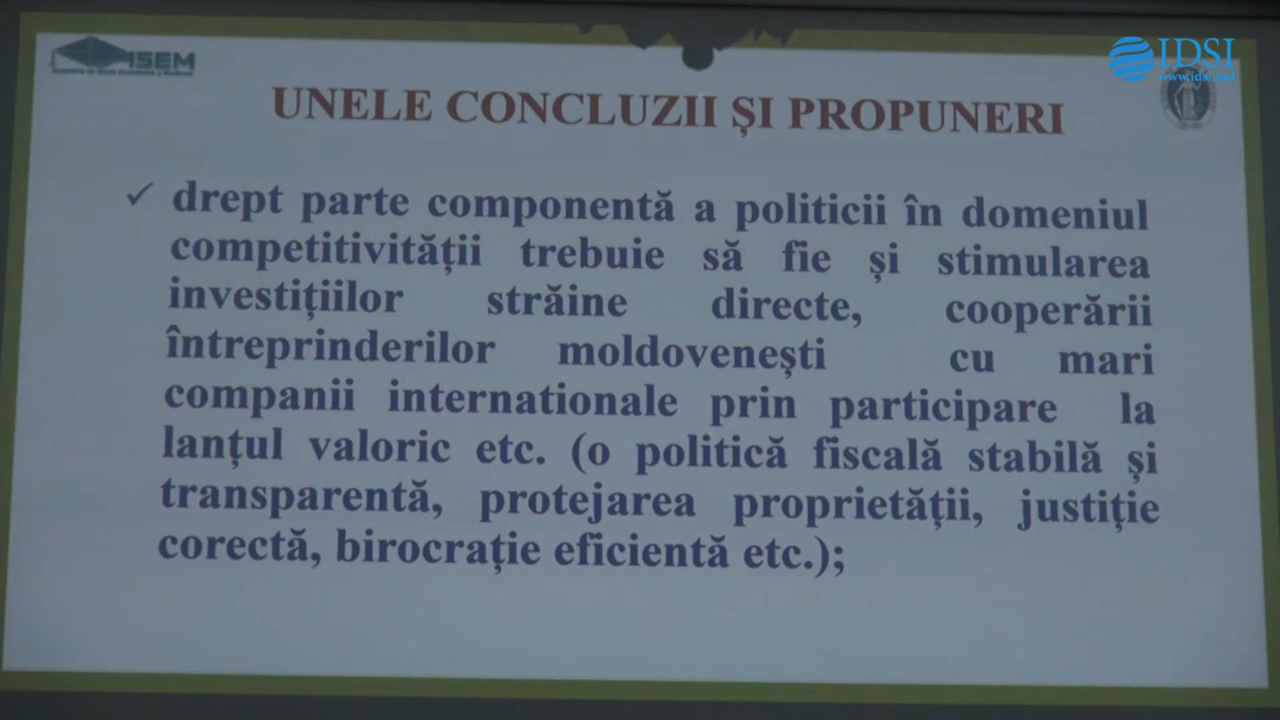 ISEM
IDSI
www.idsi.md
UNELE CONCLUZII ȘI PROPUNERI
✓ drept parte componentă a politicii în domeniul
competitivității trebuie să fie și stimularea
investițiilor străine directe, cooperării
întreprinderilor moldovenești cu mari
companii internationale prin participare la
lanțul valoric etc. (o politică fiscală stabilă și
transparentă, protejarea proprietății, justiție
corectă, birocrație eficientă etc.);